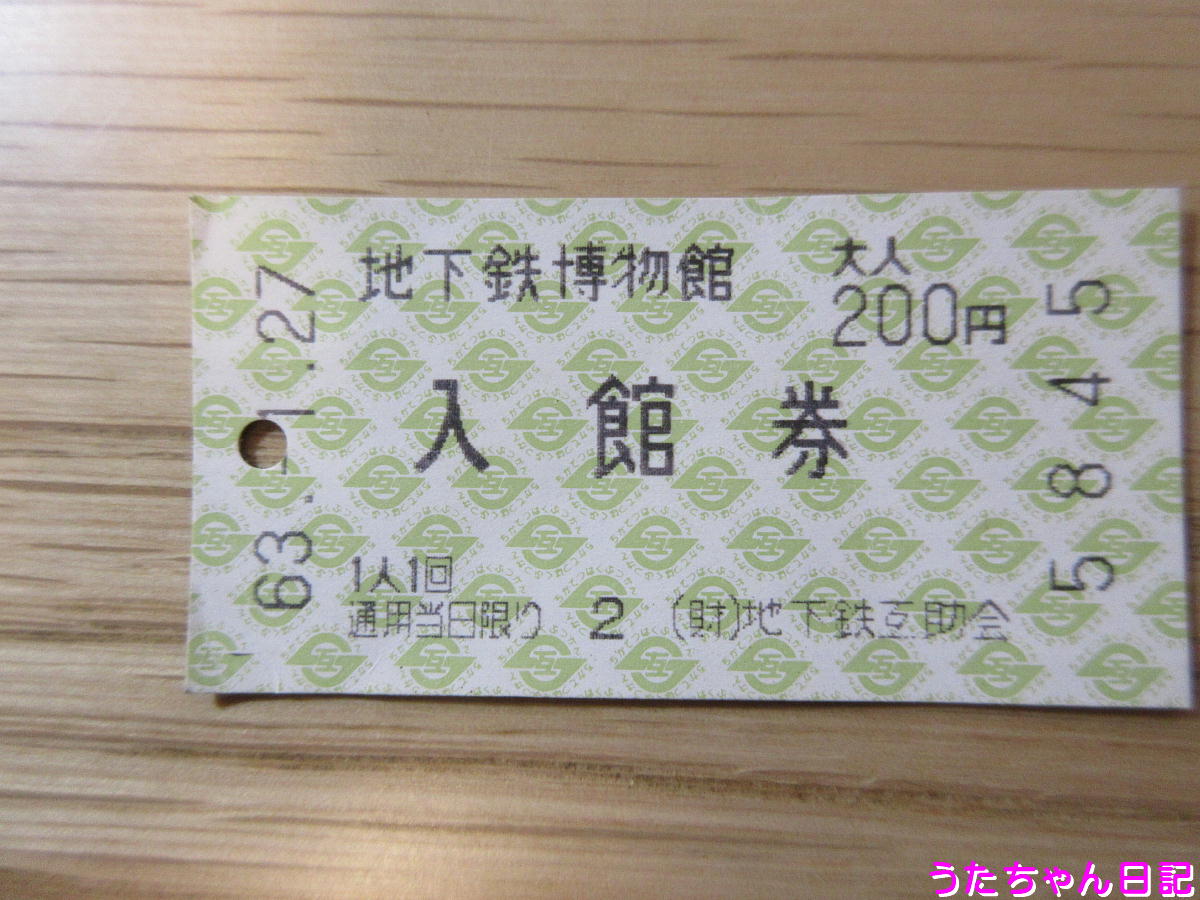 地下鉄博物館
大人
200円
入館券
63.-1.27
5845
1人1回
通用当日限り 2 (財)地下鉄互助会
うたちゃん日記